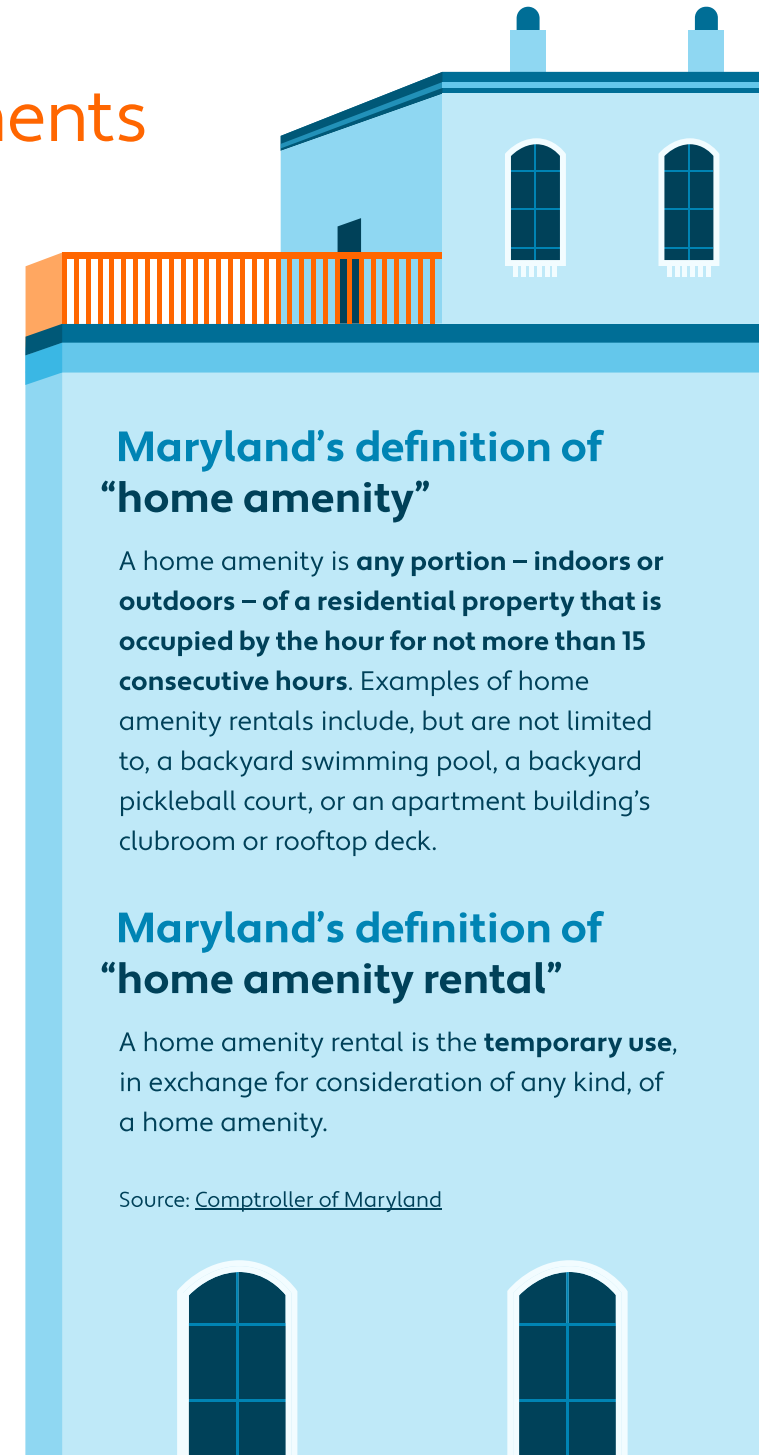 ents
Maryland’s definition of
“home amenity”
A home amenity is any portion – indoors or
outdoors – of a residential property that is
occupied by the hour for not more than 15
consecutive hours. Examples of home
amenity rentals include, but are not limited
to, a backyard swimming pool, a backyard
pickleball court, or an apartment building’s
clubroom or rooftop deck.
Maryland’s definition of
“home amenity rental”
A home amenity rental is the temporary use,
in exchange for consideration of any kind, of
a home amenity.
Source: Comptroller of Maryland